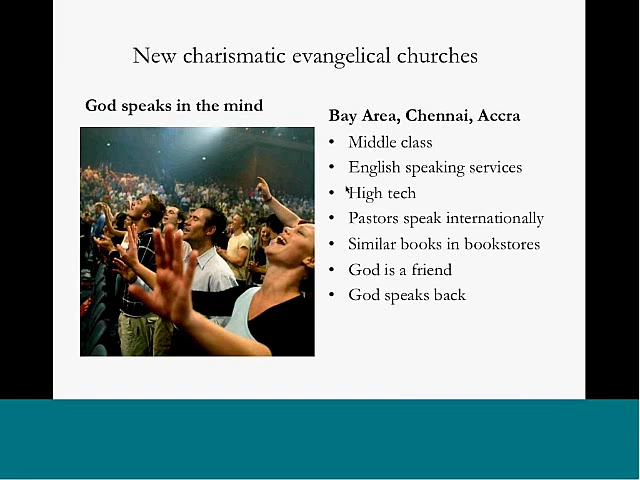 New charismatic evangelical churches
God speaks in the mind
Bay Area, Chennai, Accra
• Middle class
• English speaking services
• High tech
• Pastors speak internationally
• Similar books in bookstores
• God is a friend
• God speaks back